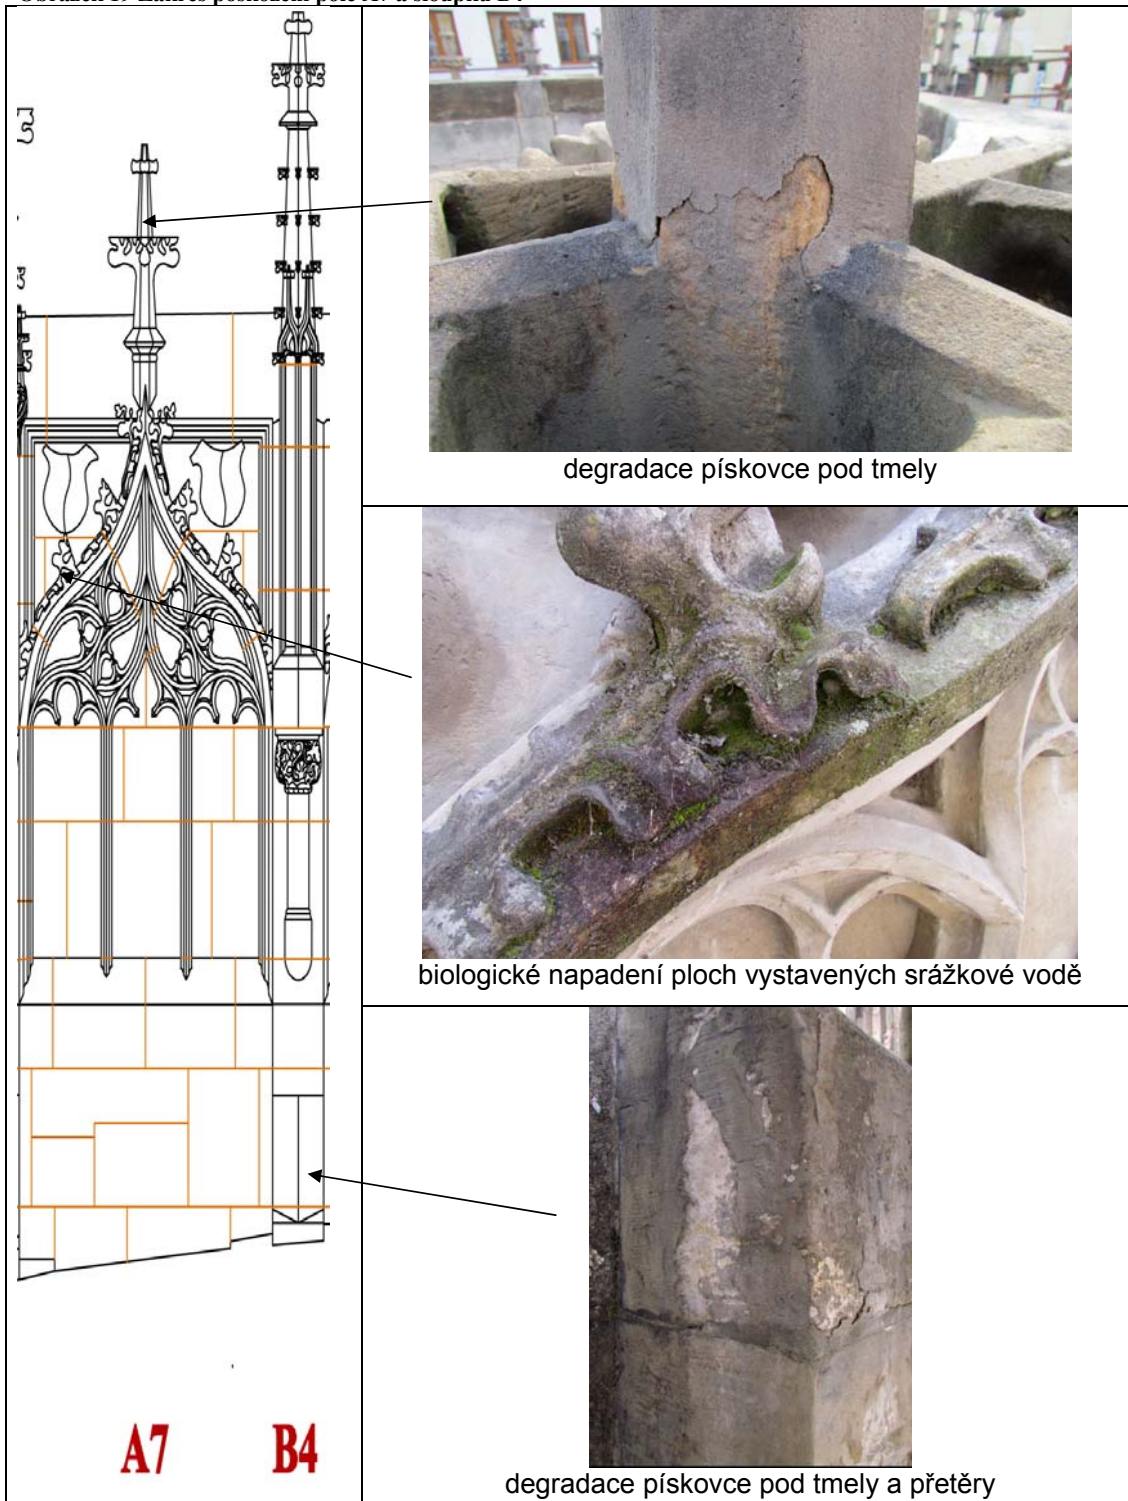 degradace pískovce pod tmely
biologické napadení ploch vystavených srážkové vodě
degradace pískovce pod tmely a přetěry
A7 B4